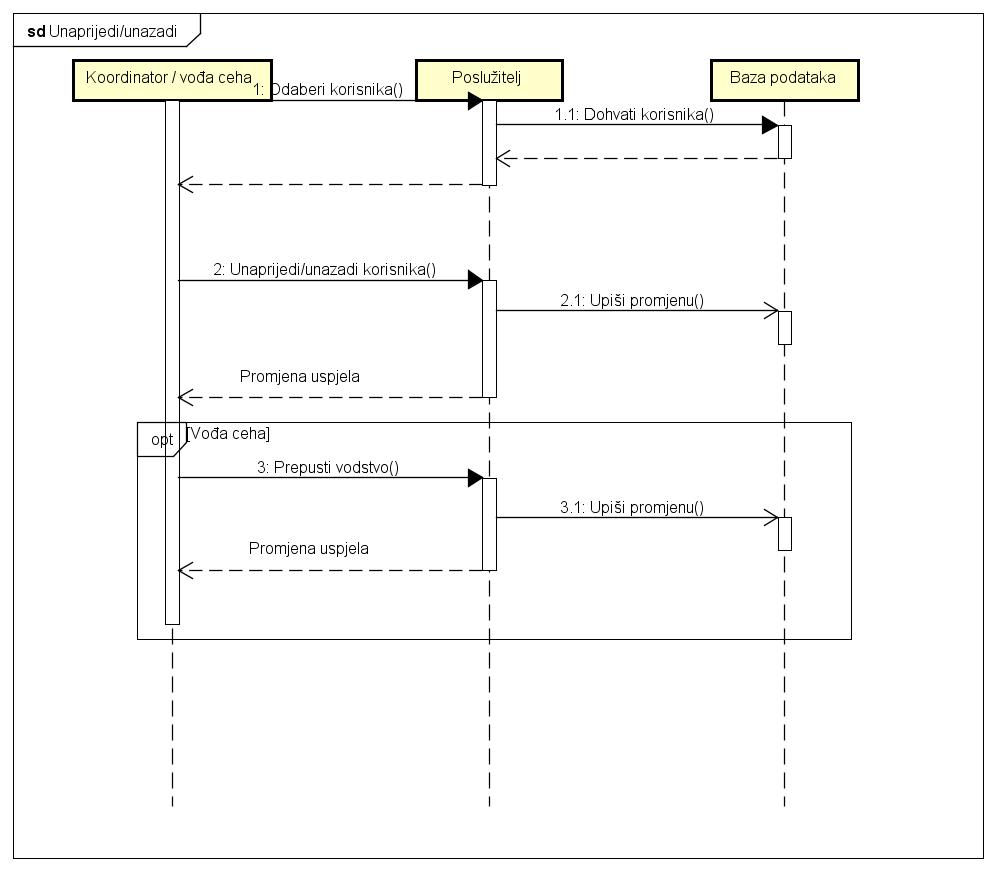 sd Unaprijedi/unazadi
Koordinator / vođa ceha
Poslužitelj
Baza podataka
1: Odaberi korisnika()
1.1: Dohvati korisnika()
2: Unaprijedi/unazadi korisnika()
2.1: Upiši promjenu()
Promjena uspjela
opt
[Vođa ceha]
3: Prepusti vodstvo()
3.1: Upiši promjenu()
Promjena uspjela